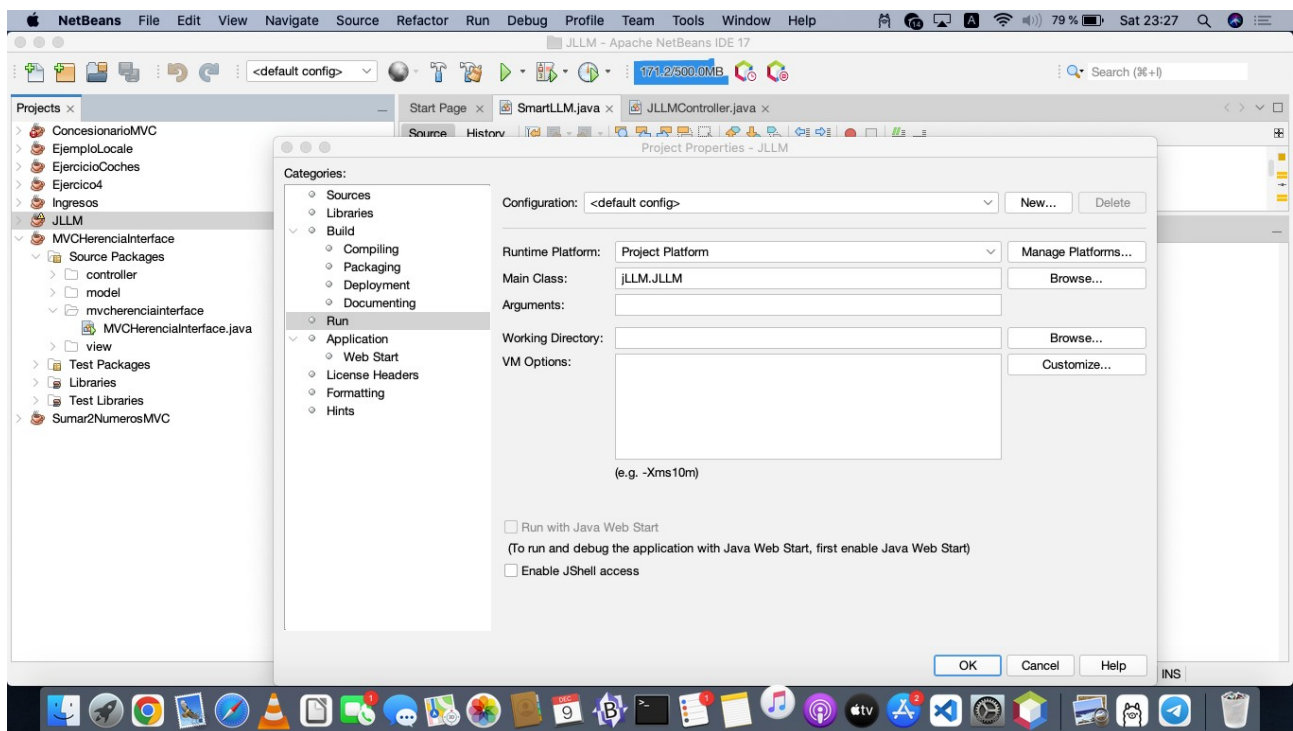 NetBeans File Edit View Navigate Source Refactor Run Debug Profile Team Tools Window Help 79 % Sat 23:27
JLLM - Apache NetBeans IDE 17
<default config> 171.2/500.0MB Search (⌘+I)
Projects × Start Page × SmartLLM.java × JLLMController.java ×
Source History
ConcesionarioMVC
EjemploLocale
EjercicioCoches
Ejercico4
Ingresos
JLLM
MVCHerenciaInterface
Source Packages
controller
model
mvcherenciainterface
MVCHerenciaInterface.java
view
Test Packages
Libraries
Test Libraries
Sumar2NumerosMVC
Project Properties - JLLM
Categories:
Sources
Libraries
Build
Compiling
Packaging
Deployment
Documenting
Run
Application
Web Start
License Headers
Formatting
Hints
Configuration: <default config> New... Delete
Runtime Platform: Project Platform Manage Platforms...
Main Class: jLLM.JLLM Browse...
Arguments:
Working Directory: Browse...
VM Options: Customize...
(e.g. -Xms10m)
Run with Java Web Start
(To run and debug the application with Java Web Start, first enable Java Web Start)
Enable JShell access
OK Cancel Help
INS
DEC
9
1
1
tv
2